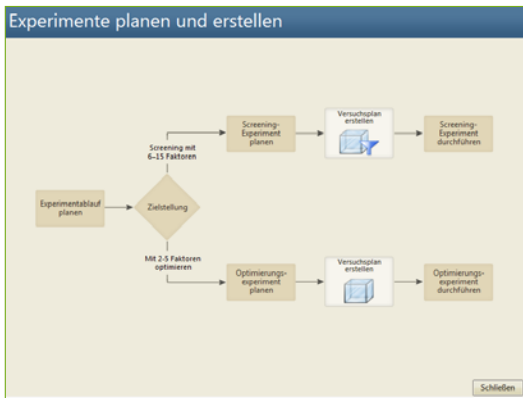 Experimente planen und erstellen
Screening-
Experiment
planen
Versuchsplan
erstellen
Screening-
Experiment
durchführen
Screening mit
6–15 Faktoren
Experimentablauf
planen
Zielstellung
Mit 2-5 Faktoren
optimieren
Optimierungs-
experiment
planen
Versuchsplan
erstellen
Optimierungs-
experiment
durchführen
Schließen